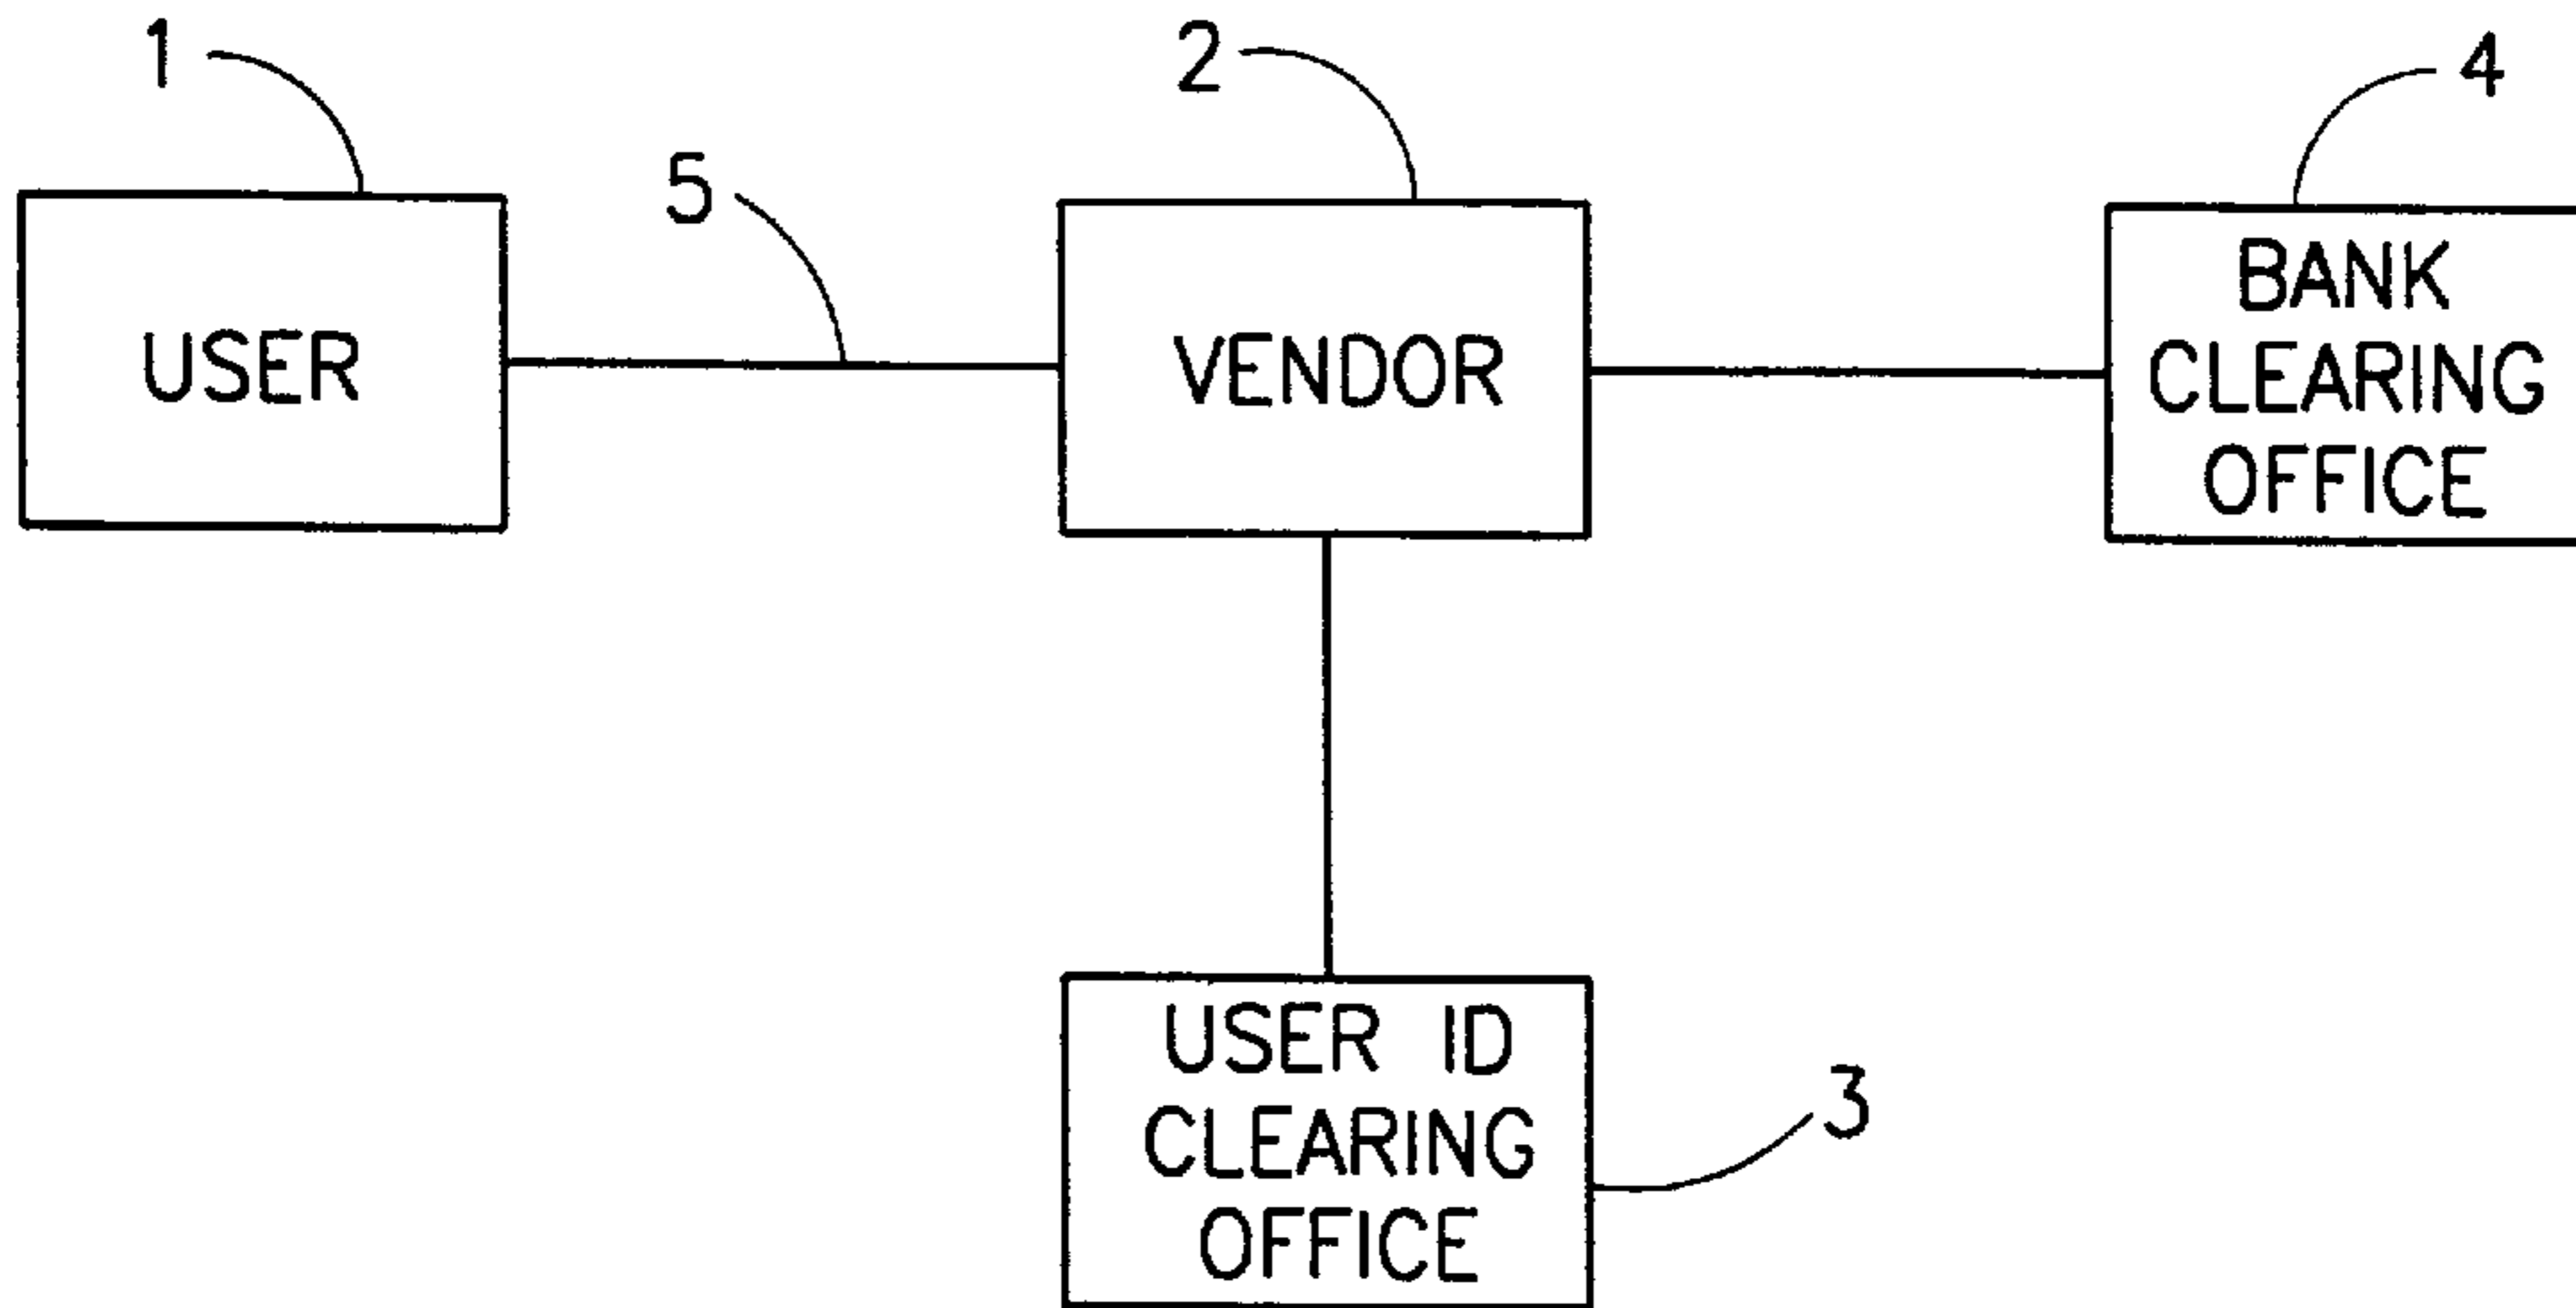 1
2
4
5
USER
VENDOR
BANK
CLEARING
OFFICE
USER ID
CLEARING
OFFICE
3